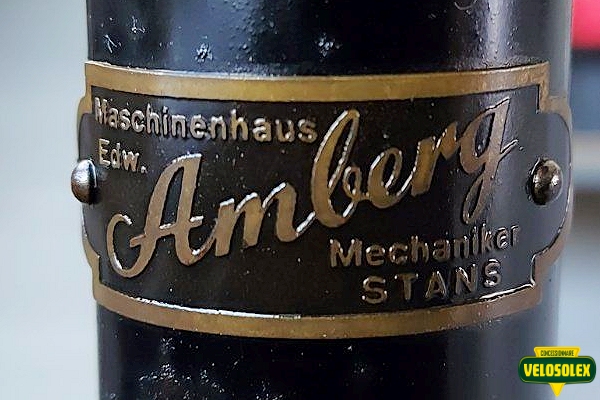 Maschinenhaus
Edw.
Amberg
Mechaniker
STANS
CONCESSIONNAIRE
VELOSOLEX